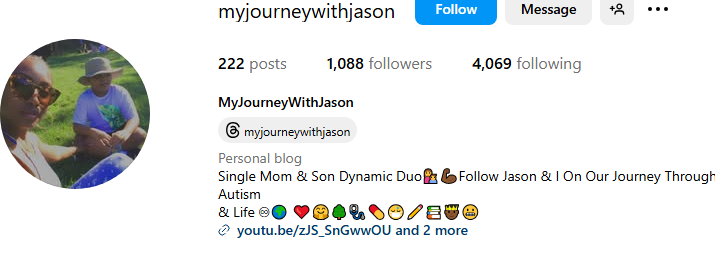 myjourneywithjason Follow Message
222 posts 1,088 followers 4,069 following
MyJourneyWithJason
myjourneywithjason
Personal blog
Single Mom & Son Dynamic Duo👩‍👦💪🏿Follow Jason & I On Our Journey Through
Autism
& Life ♾️🌍 ❤️🤗🌳🩺💊😷🖍️📚🤴🏿😬
youtu.be/zJS_SnGwwOU and 2 more